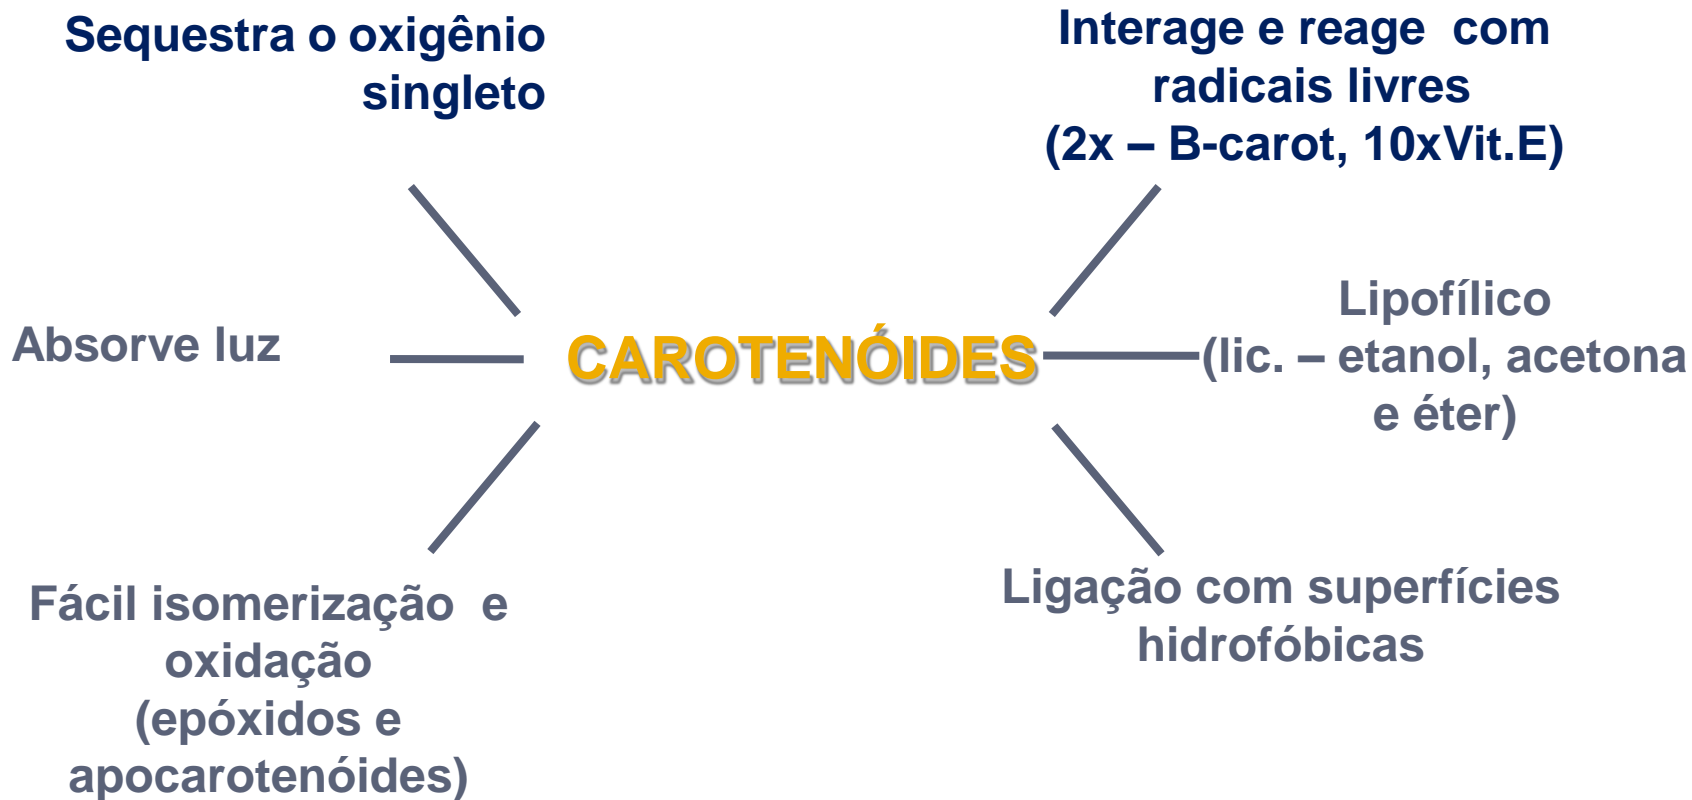 Sequestra o oxigênio
singleto
Interage e reage com
radicais livres
(2x – B-carot, 10xVit.E)
Absorve luz
CAROTENÓIDES
Lipofílico
(lic. – etanol, acetona
e éter)
Fácil isomerização e
oxidação
(epóxidos e
apocarotenóides)
Ligação com superfícies
hidrofóbicas